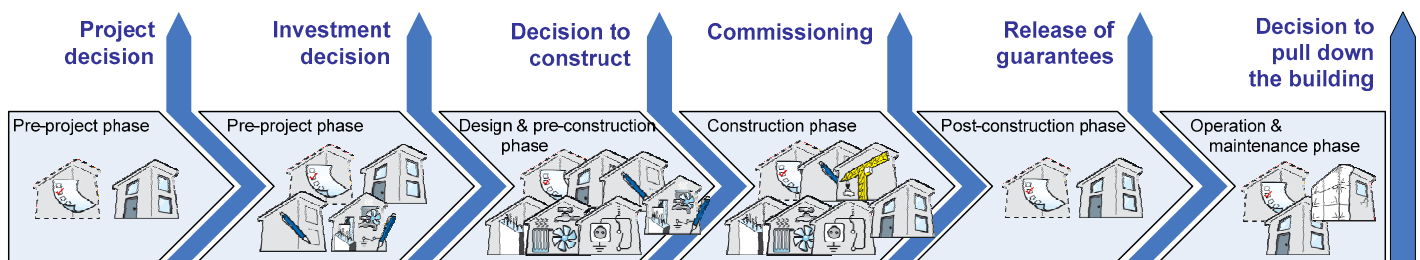 Project
decision
Investment
decision
Decision to
construct
Commissioning
Release of
guarantees
Decision to
pull down
the building
Pre-project phase
Pre-project phase
Design & pre-construction
phase
Construction phase
Post-construction phase
Operation &
maintenance phase